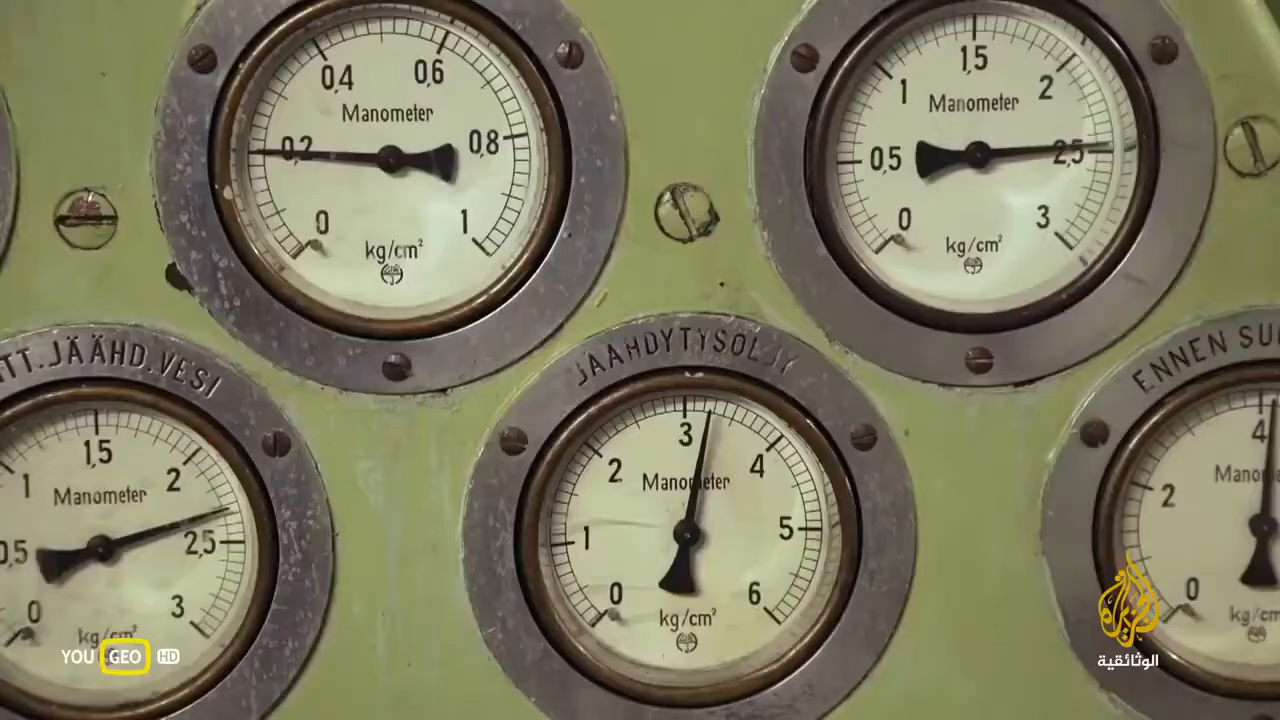 0,4
0,6
Manometer
0,2
0,8
0
1
kg/cm²
1,5
1
2
Manometer
0,5
2,5
0
3
kg/cm²
TT.JÄÄHD.VESI
1,5
1
2
Manometer
0,5
2,5
0
3
kg/cm²
JÄÄHDYTYSÖLJY
3
2
4
Manometer
1
5
0
6
kg/cm²
ENNEN SU
4
Mano
2
0
kg/cm
YOU GEO HD
الجزيرة
الوثائقية